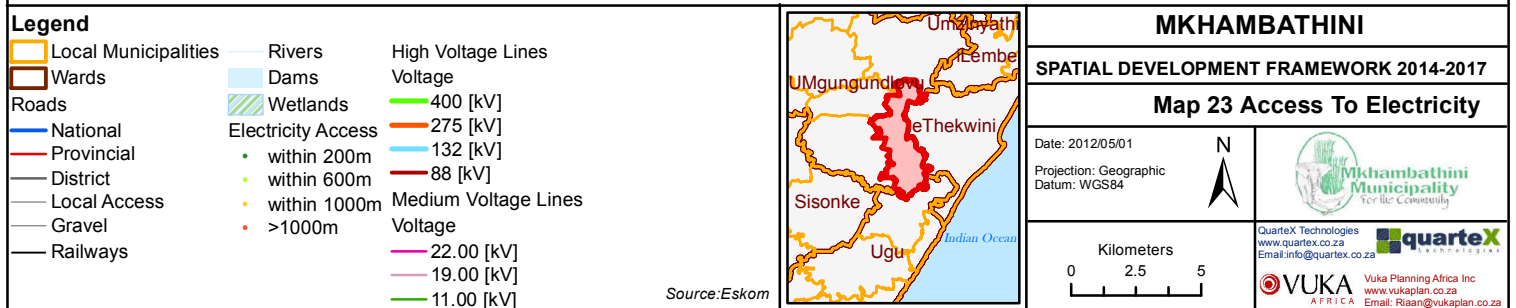 Legend
Local Municipalities
Wards
Roads
National
Provincial
District
Local Access
Gravel
Railways
Rivers
Dams
Wetlands
Electricity Access
within 200m
within 600m
within 1000m
>1000m
High Voltage Lines
Voltage
400 [kV]
275 [kV]
132 [kV]
88 [kV]
Medium Voltage Lines
Voltage
22.00 [kV]
19.00 [kV]
11.00 [kV]
Source:Eskom
Umzinyathi
iLembe
UMgungundlovu
eThekwini
Sisonke
Ugu
Indian Ocean
MKHAMBATHINI
SPATIAL DEVELOPMENT FRAMEWORK 2014-2017
Map 23 Access To Electricity
Date: 2012/05/01
Projection: Geographic
Datum: WGS84
N
Kilometers
0 2.5 5
Mkhambathini
Municipality
For the Community
QuarteX Technologies
www.quartex.co.za
Email:info@quartex.co.za
quarteX
Technologies
VUKA
AFRICA
Vuka Planning Africa Inc
www.vukaplan.co.za
Email: Riaan@vukaplan.co.za